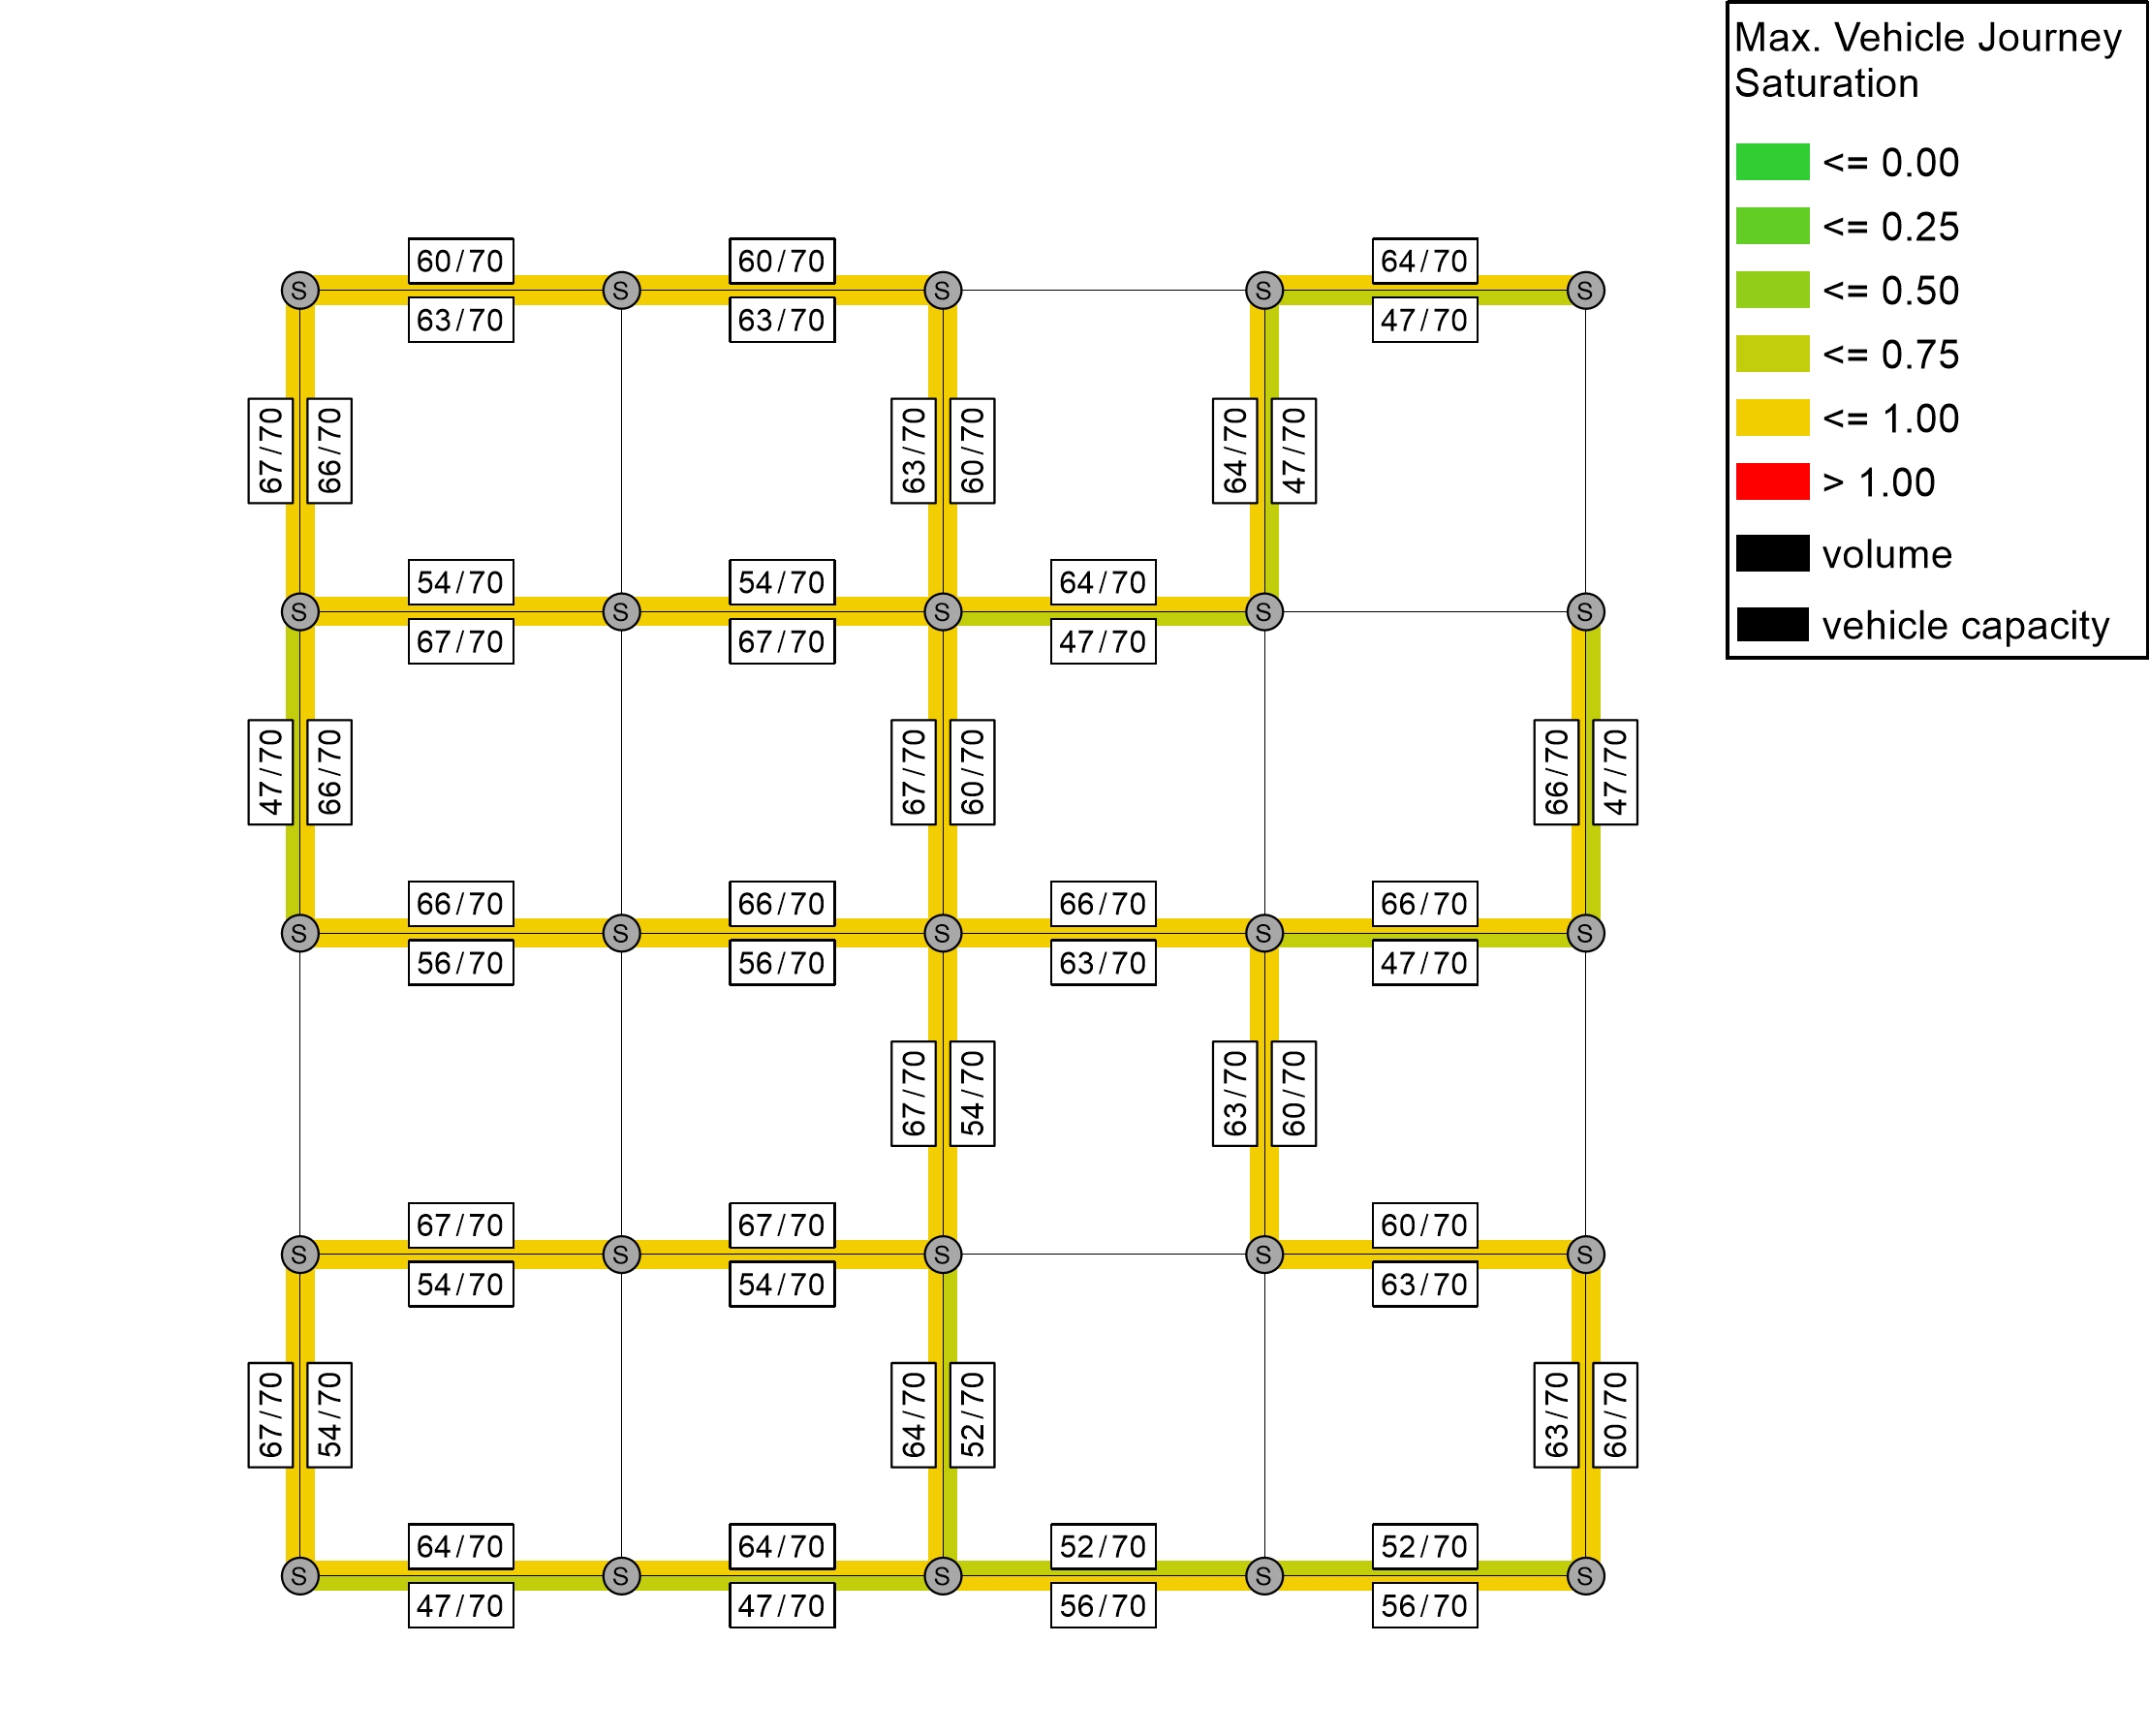 Max. Vehicle Journey
Saturation
<= 0.00
<= 0.25
<= 0.50
<= 0.75
<= 1.00
> 1.00
volume
vehicle capacity
60/70 60/70 64/70
S S S S S
63/70 63/70 47/70
67/70 66/70 63/70 60/70 64/70 47/70
54/70 54/70 64/70
S S S S S
67/70 67/70 47/70
47/70 66/70 67/70 60/70 66/70 47/70
66/70 66/70 66/70 66/70
S S S S S
56/70 56/70 63/70 47/70
67/70 54/70 63/70 60/70
67/70 67/70 60/70
S S S S S
54/70 54/70 63/70
67/70 54/70 64/70 52/70 63/70 60/70
64/70 64/70 52/70 52/70
S S S S S
47/70 47/70 56/70 56/70